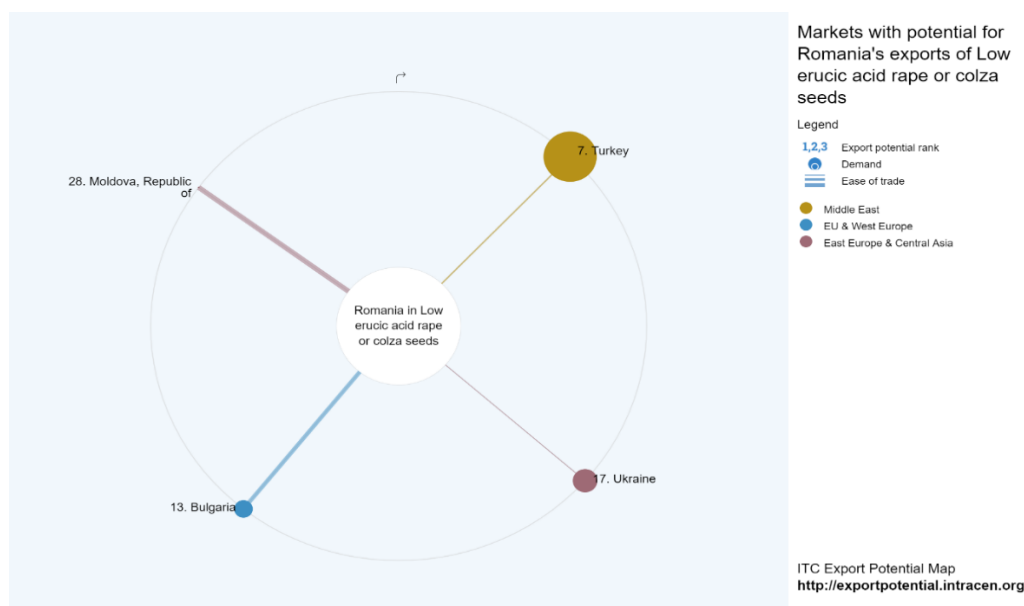 Markets with potential for
Romania's exports of Low
erucic acid rape or colza
seeds
Legend
1,2,3 Export potential rank
Demand
Ease of trade
Middle East
EU & West Europe
East Europe & Central Asia
7. Turkey
28. Moldova, Republic
of
Romania in Low
erucic acid rape
or colza seeds
13. Bulgaria
17. Ukraine
ITC Export Potential Map
http://exportpotential.intracen.org